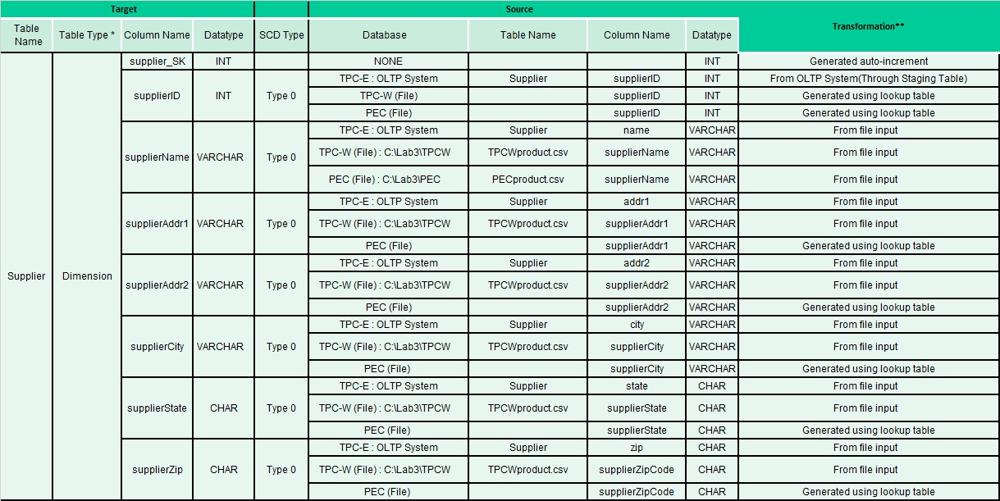 Target Source Transformation**
Table Name Table Type * Column Name Datatype SCD Type Database Table Name Column Name Datatype
Supplier Dimension supplier_SK INT NONE INT Generated auto-increment
supplierID INT Type 0 TPC-E : OLTP System Supplier supplierID INT From OLTP System(Through Staging Table)
TPC-W (File) supplierID INT Generated using lookup table
PEC (File) supplierID INT Generated using lookup table
supplierName VARCHAR Type 0 TPC-E : OLTP System Supplier name VARCHAR From file input
TPC-W (File) : C:\Lab3\TPCW TPCWproduct.csv supplierName VARCHAR From file input
PEC (File) : C:\Lab3\PEC PECproduct.csv supplierName VARCHAR From file input
supplierAddr1 VARCHAR Type 0 TPC-E : OLTP System Supplier addr1 VARCHAR From file input
TPC-W (File) : C:\Lab3\TPCW TPCWproduct.csv supplierAddr1 VARCHAR From file input
PEC (File) supplierAddr1 VARCHAR Generated using lookup table
supplierAddr2 VARCHAR Type 0 TPC-E : OLTP System Supplier addr2 VARCHAR From file input
TPC-W (File) : C:\Lab3\TPCW TPCWproduct.csv supplierAddr2 VARCHAR From file input
PEC (File) supplierAddr2 VARCHAR Generated using lookup table
supplierCity VARCHAR Type 0 TPC-E : OLTP System Supplier city VARCHAR From file input
TPC-W (File) : C:\Lab3\TPCW TPCWproduct.csv supplierCity VARCHAR From file input
PEC (File) supplierCity VARCHAR Generated using lookup table
supplierState CHAR Type 0 TPC-E : OLTP System Supplier state CHAR From file input
TPC-W (File) : C:\Lab3\TPCW TPCWproduct.csv supplierState CHAR From file input
PEC (File) supplierState CHAR Generated using lookup table
supplierZip CHAR Type 0 TPC-E : OLTP System Supplier zip CHAR From file input
TPC-W (File) : C:\Lab3\TPCW TPCWproduct.csv supplierZipCode CHAR From file input
PEC (File) supplierZipCode CHAR Generated using lookup table